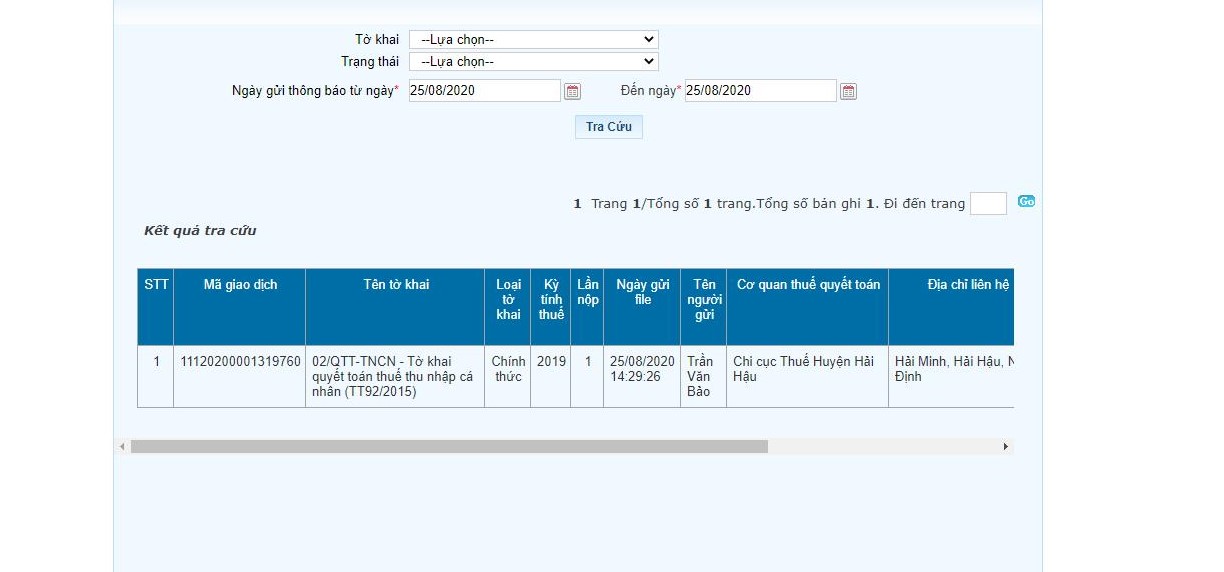 Tờ khai --Lựa chọn--
Trạng thái --Lựa chọn--
Ngày gửi thông báo từ ngày* 25/08/2020 Đến ngày* 25/08/2020
Tra Cứu
1 Trang 1/Tổng số 1 trang.Tổng số bản ghi 1. Đi đến trang Go
Kết quả tra cứu
STT Mã giao dịch Tên tờ khai Loại tờ khai Kỳ tính thuế Lần nộp Ngày gửi file Tên người gửi Cơ quan thuế quyết toán Địa chỉ liên hệ
1 11120200001319760 02/QTT-TNCN - Tờ khai quyết toán thuế thu nhập cá nhân (TT92/2015) Chính thức 2019 1 25/08/2020 14:29:26 Trần Văn Bảo Chi cục Thuế Huyện Hải Hậu Hải Minh, Hải Hậu, N Định